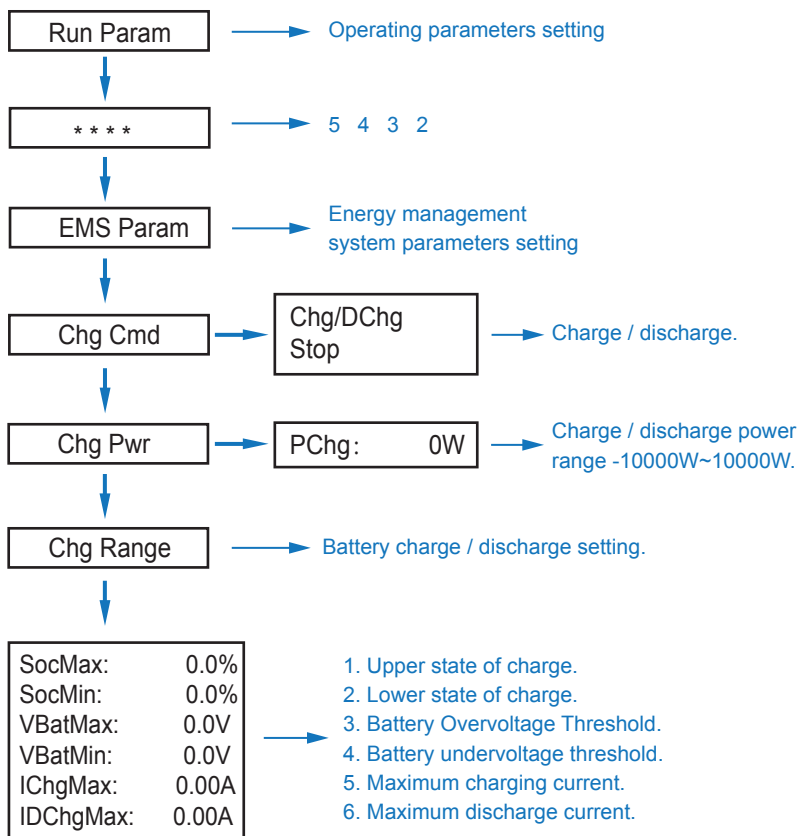 Run Param
Operating parameters setting
* * * *
5 4 3 2
EMS Param
Energy management
system parameters setting
Chg Cmd
Chg/DChg
Stop
Charge / discharge.
Chg Pwr
PChg: 0W
Charge / discharge power
range -10000W~10000W.
Chg Range
Battery charge / discharge setting.
SocMax: 0.0%
SocMin: 0.0%
VBatMax: 0.0V
VBatMin: 0.0V
IChgMax: 0.00A
IDChgMax: 0.00A
1. Upper state of charge.
2. Lower state of charge.
3. Battery Overvoltage Threshold.
4. Battery undervoltage threshold.
5. Maximum charging current.
6. Maximum discharge current.